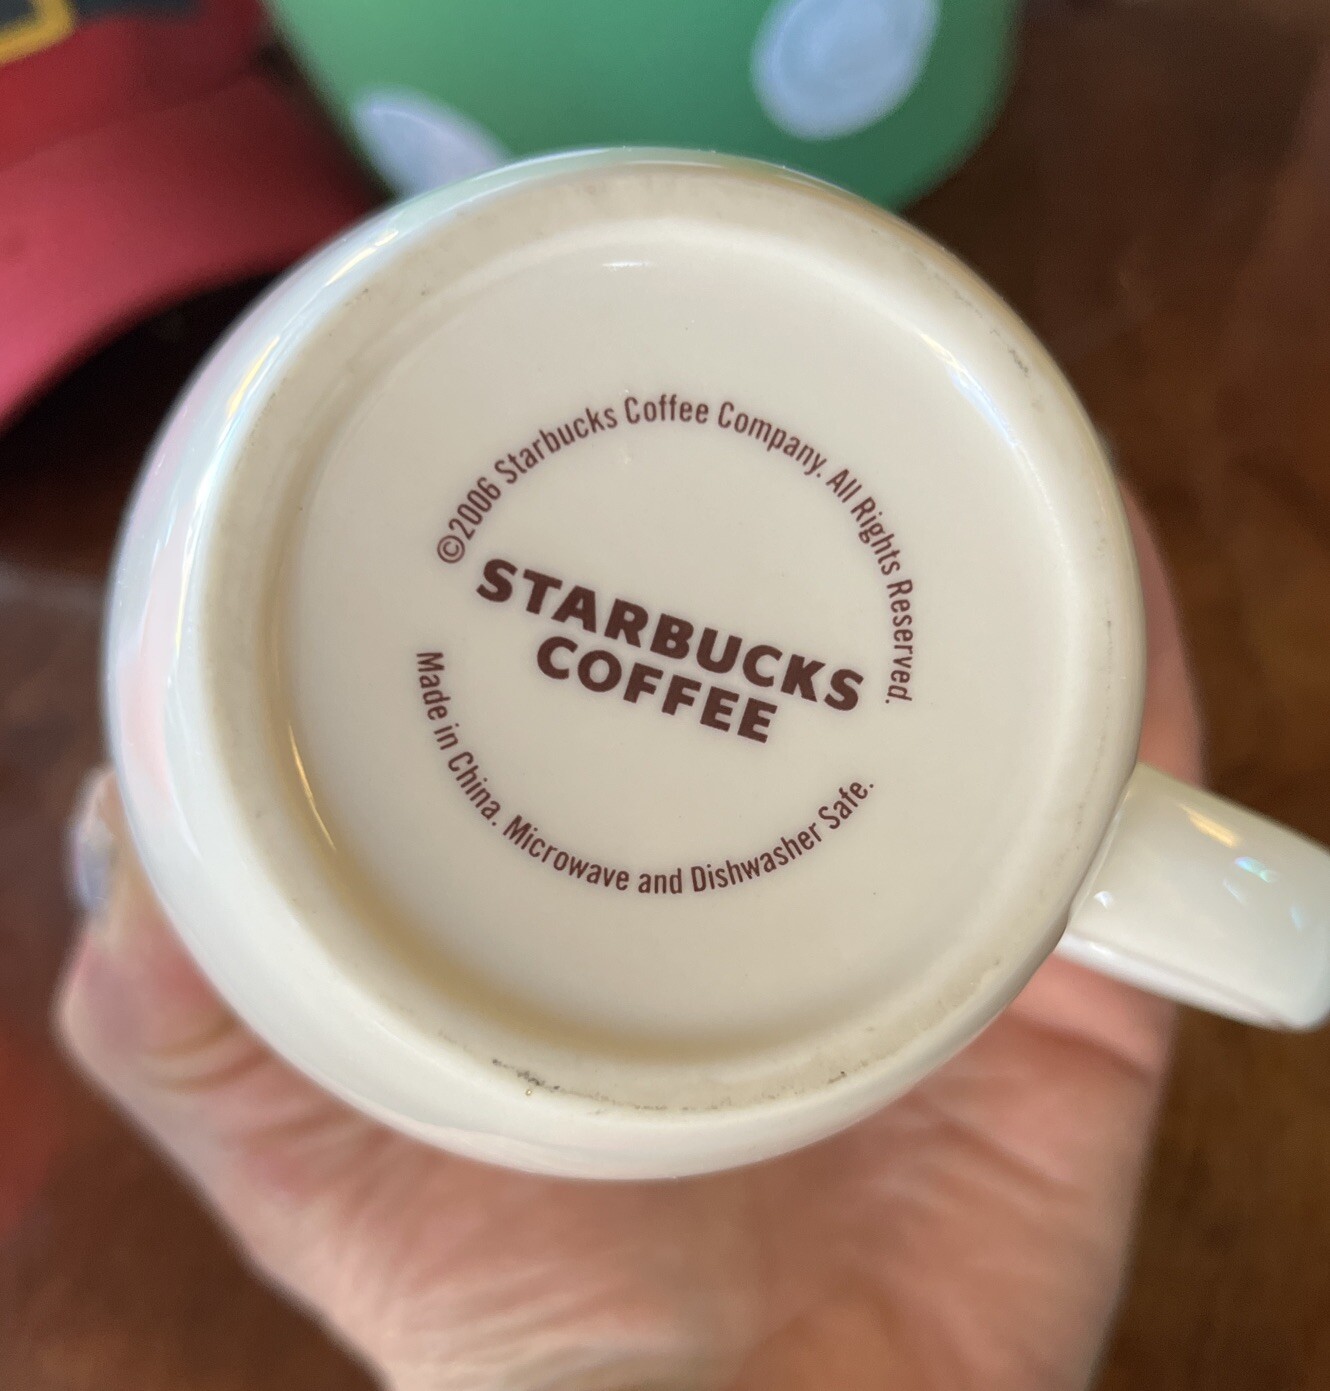 ©2006 Starbucks Coffee Company. All Rights Reserved.
STARBUCKS
COFFEE
Made in China. Microwave and Dishwasher Safe.